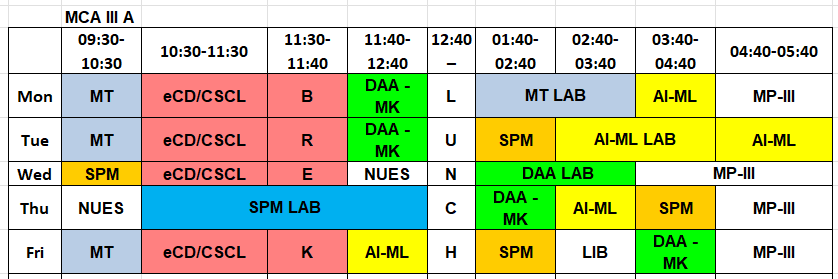 MCA III A
09:30-10:30 10:30-11:30 11:30-11:40 11:40-12:40 12:40 – 01:40-02:40 02:40-03:40 03:40-04:40 04:40-05:40
Mon MT eCD/CSCL B DAA - MK L MT LAB AI-ML MP-III
Tue MT eCD/CSCL R DAA - MK U SPM AI-ML LAB AI-ML
Wed SPM eCD/CSCL E NUES N DAA LAB MP-III
Thu NUES SPM LAB C DAA - MK AI-ML SPM MP-III
Fri MT eCD/CSCL K AI-ML H SPM LIB DAA - MK MP-III